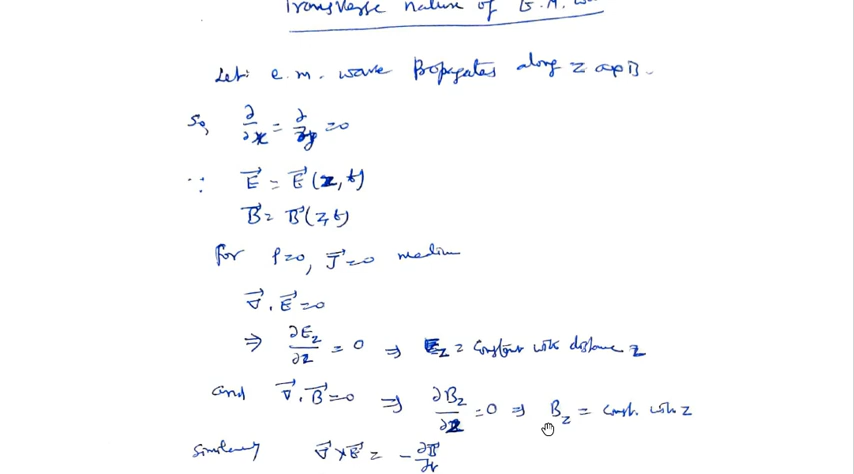 Transverse nature of E.M. wa
Let: e.m. wave Propagates along Z axis.
So, ∂/∂x = ∂/∂y = 0
∵ E⃗ = E⃗(z, t)
B⃗ = B⃗(z, t)
for ρ=0, J⃗=0 medium
∇⃗ . E⃗ = 0
⇒ ∂E_z/∂z = 0 ⇒ E_z = Constant with distance z
and ∇⃗ . B⃗ = 0 ⇒ ∂B_z/∂z = 0 ⇒ B_z = const. with z
Similarly ∇⃗ × E⃗ = -∂B⃗/∂t